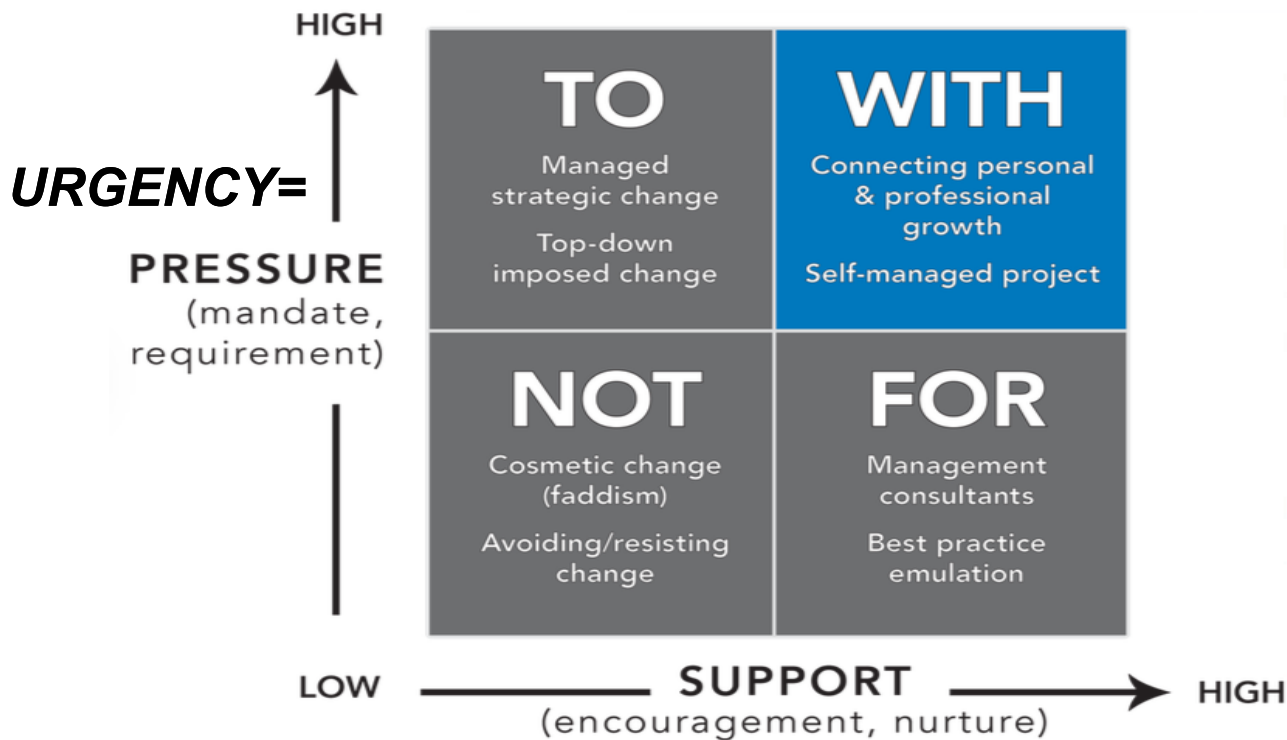 HIGH
URGENCY=
PRESSURE
(mandate,
requirement)
TO
Managed
strategic change
Top-down
imposed change
WITH
Connecting personal
& professional
growth
Self-managed project
NOT
Cosmetic change
(faddism)
Avoiding/resisting
change
FOR
Management
consultants
Best practice
emulation
LOW
SUPPORT
(encouragement, nurture)
HIGH